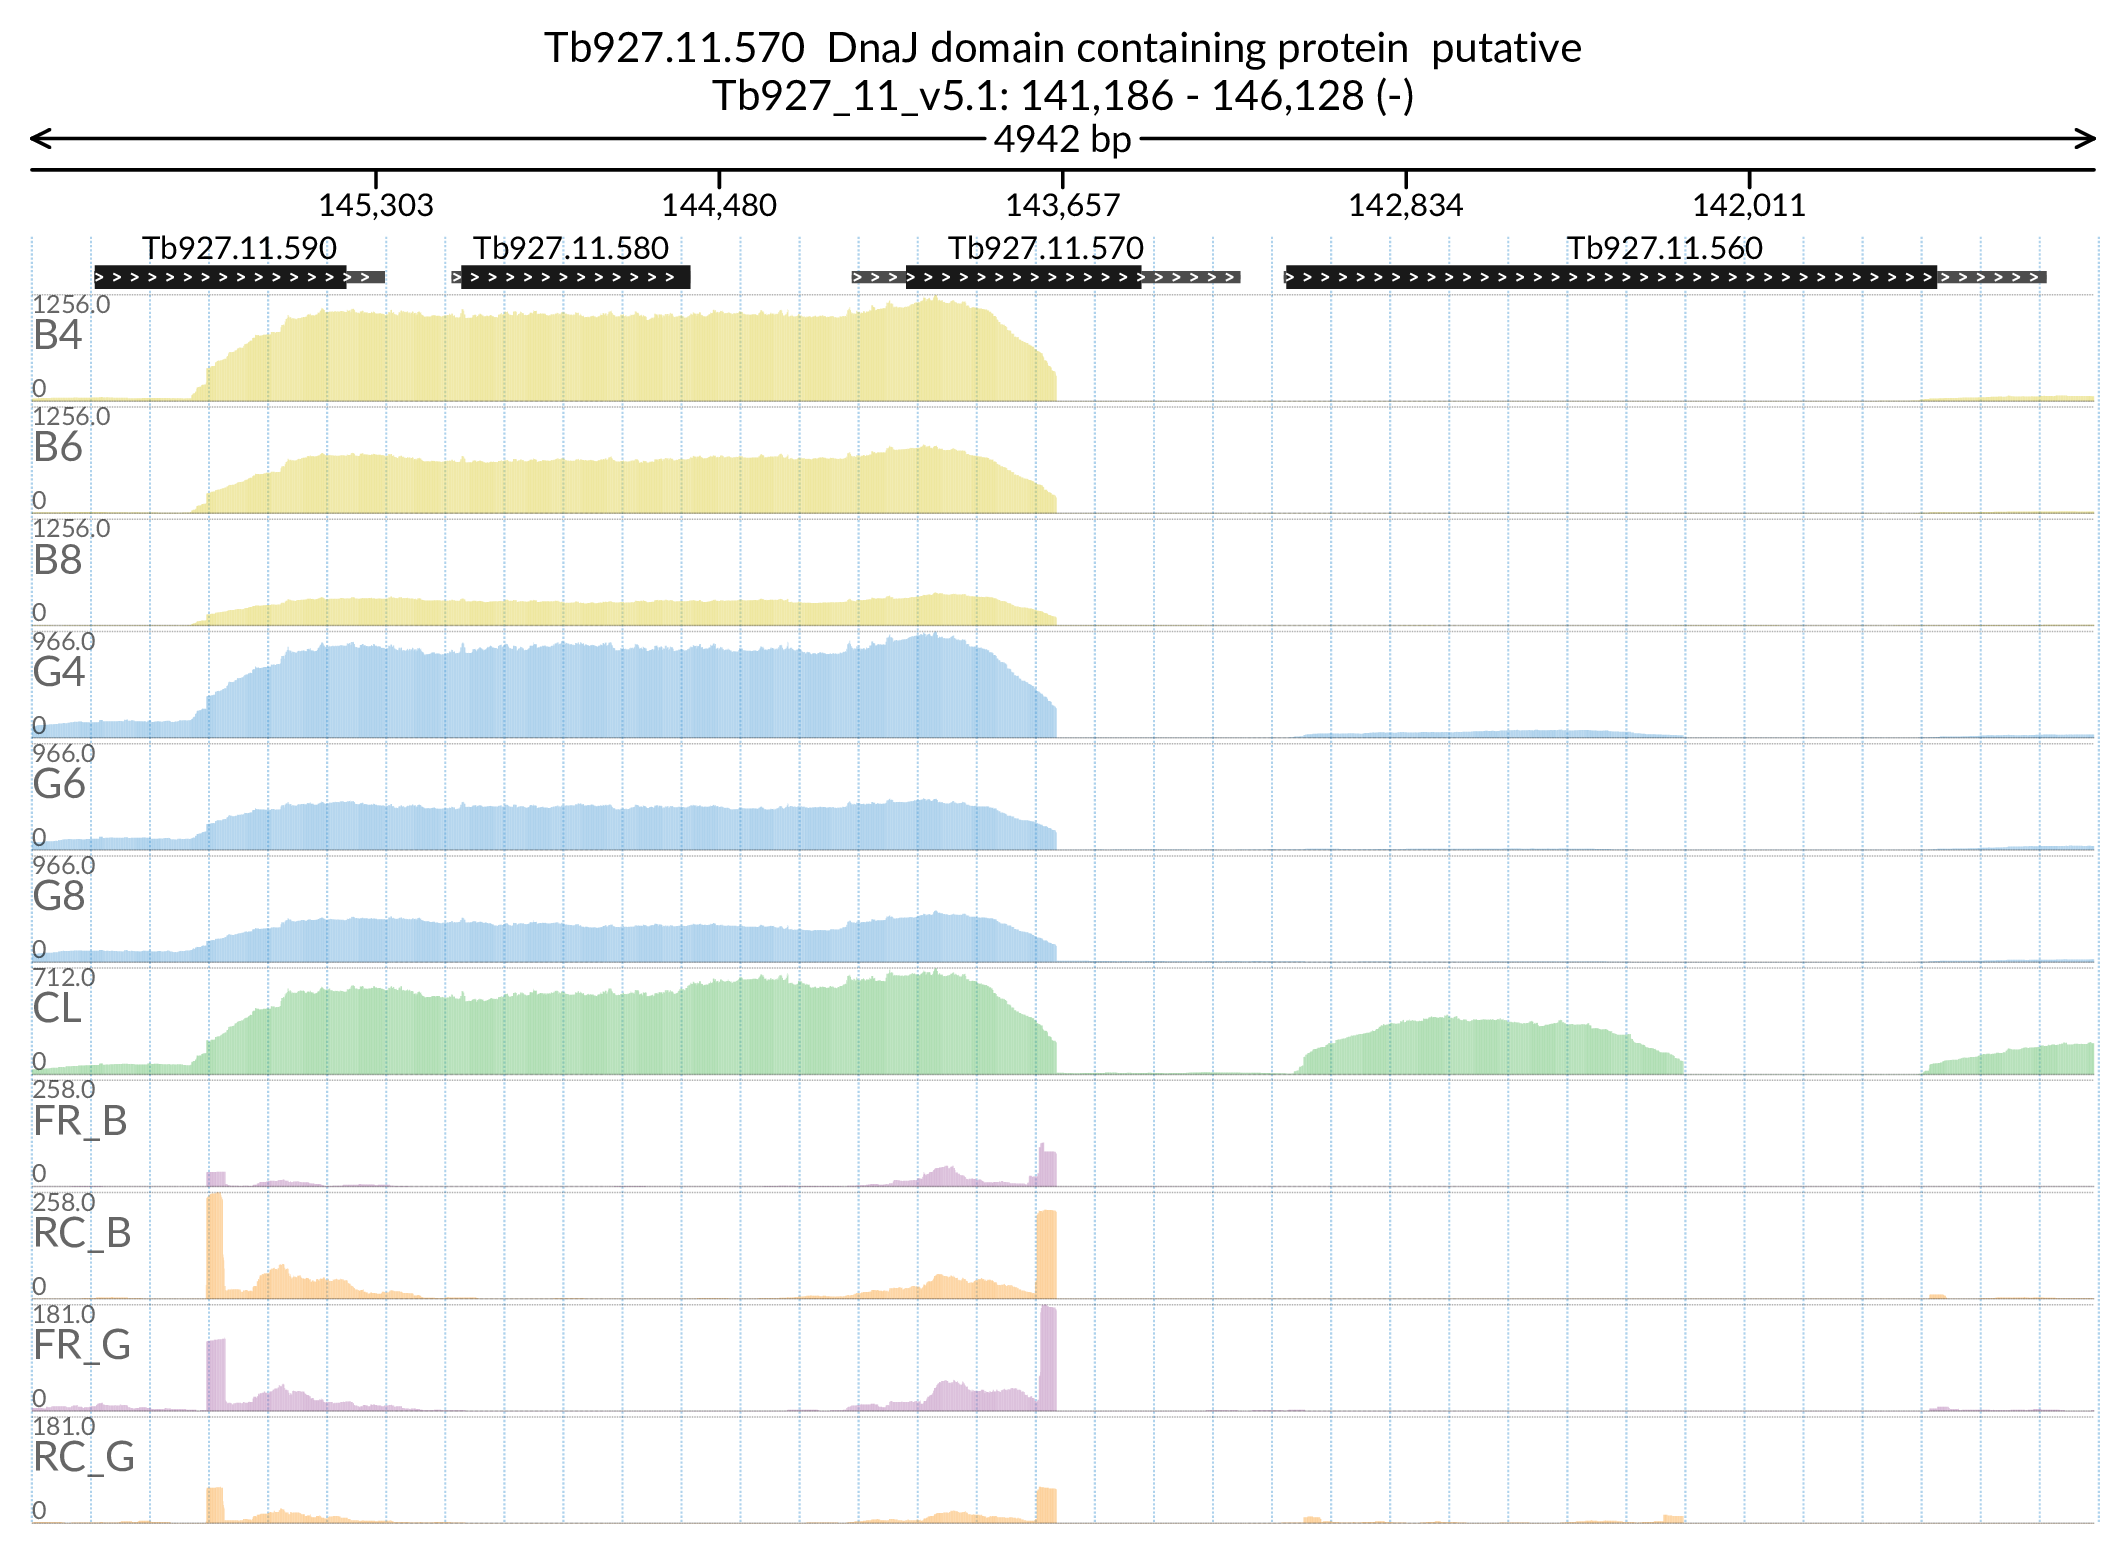 Tb927.11.570  DnaJ domain containing protein  putative
Tb927_11_v5.1: 141,186 - 146,128 (-)
4942 bp
145,303 144,480 143,657 142,834 142,011
Tb927.11.590 Tb927.11.580 Tb927.11.570 Tb927.11.560
1256.0
B4
0
1256.0
B6
0
1256.0
B8
0
966.0
G4
0
966.0
G6
0
966.0
G8
0
712.0
CL
0
258.0
FR_B
0
258.0
RC_B
0
181.0
FR_G
0
181.0
RC_G
0